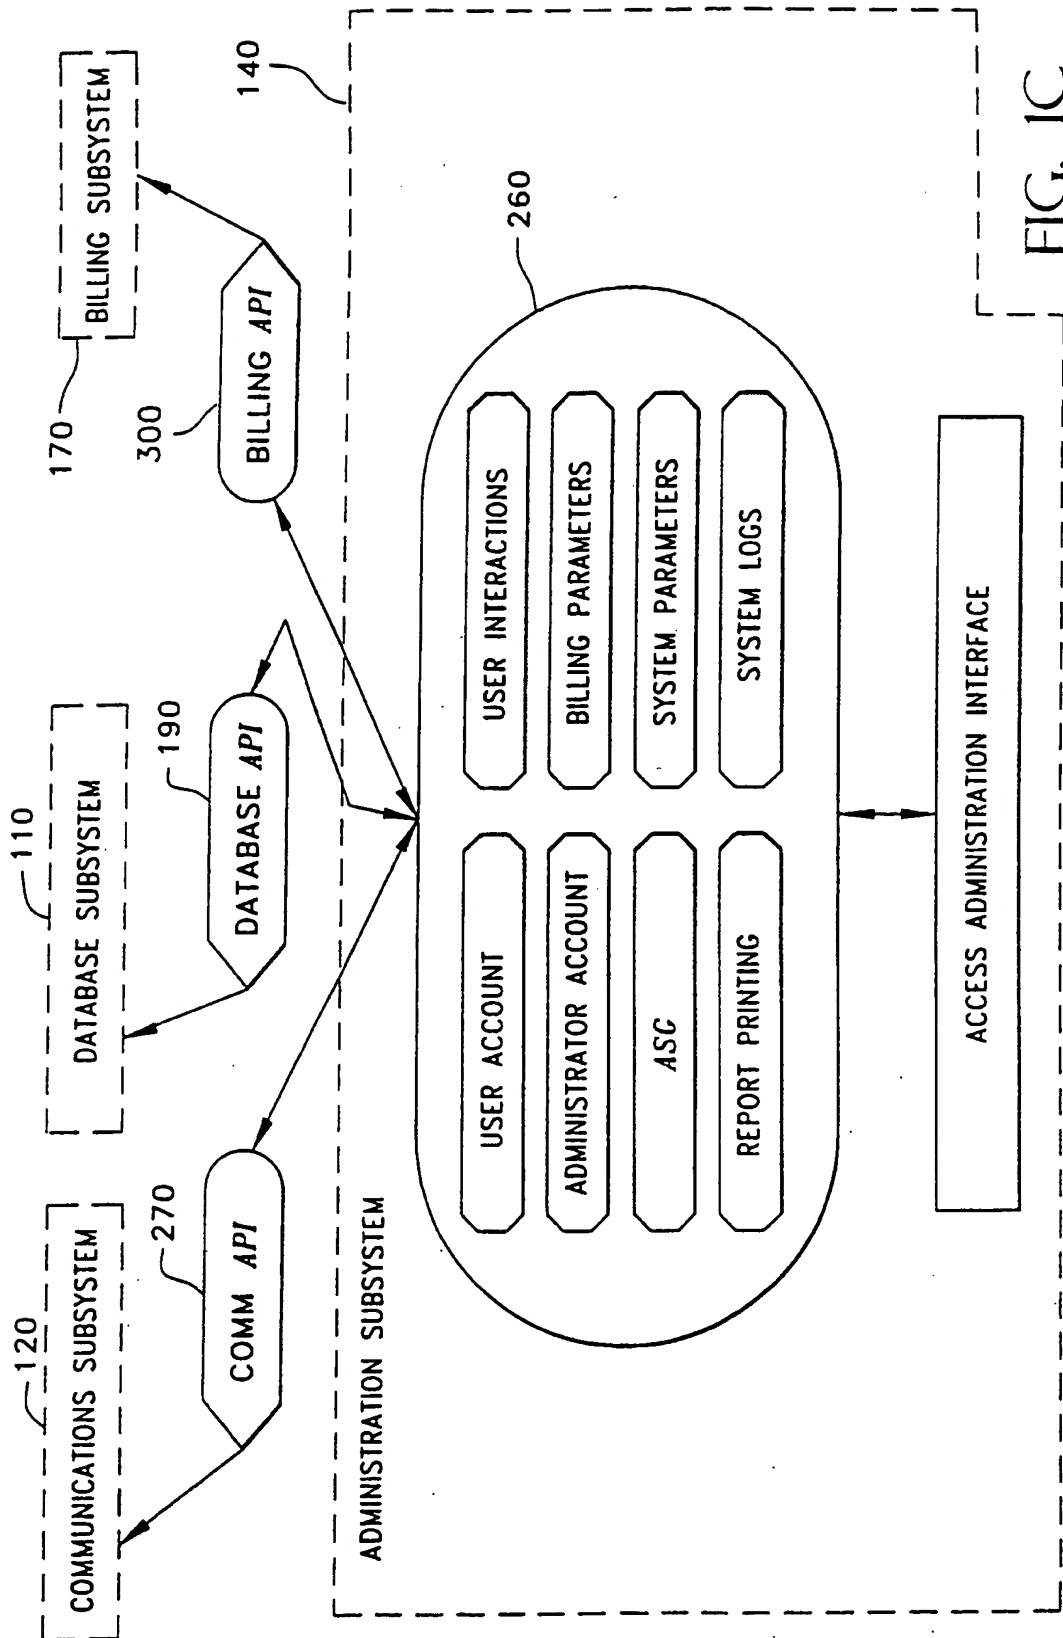 120
COMMUNICATIONS SUBSYSTEM
110
DATABASE SUBSYSTEM
170
BILLING SUBSYSTEM
270
COMM API
190
DATABASE API
300
BILLING API
140
ADMINISTRATION SUBSYSTEM
260
USER ACCOUNT
USER INTERACTIONS
ADMINISTRATOR ACCOUNT
BILLING PARAMETERS
ASG
SYSTEM PARAMETERS
REPORT PRINTING
SYSTEM LOGS
ACCESS ADMINISTRATION INTERFACE
FIG. 1C